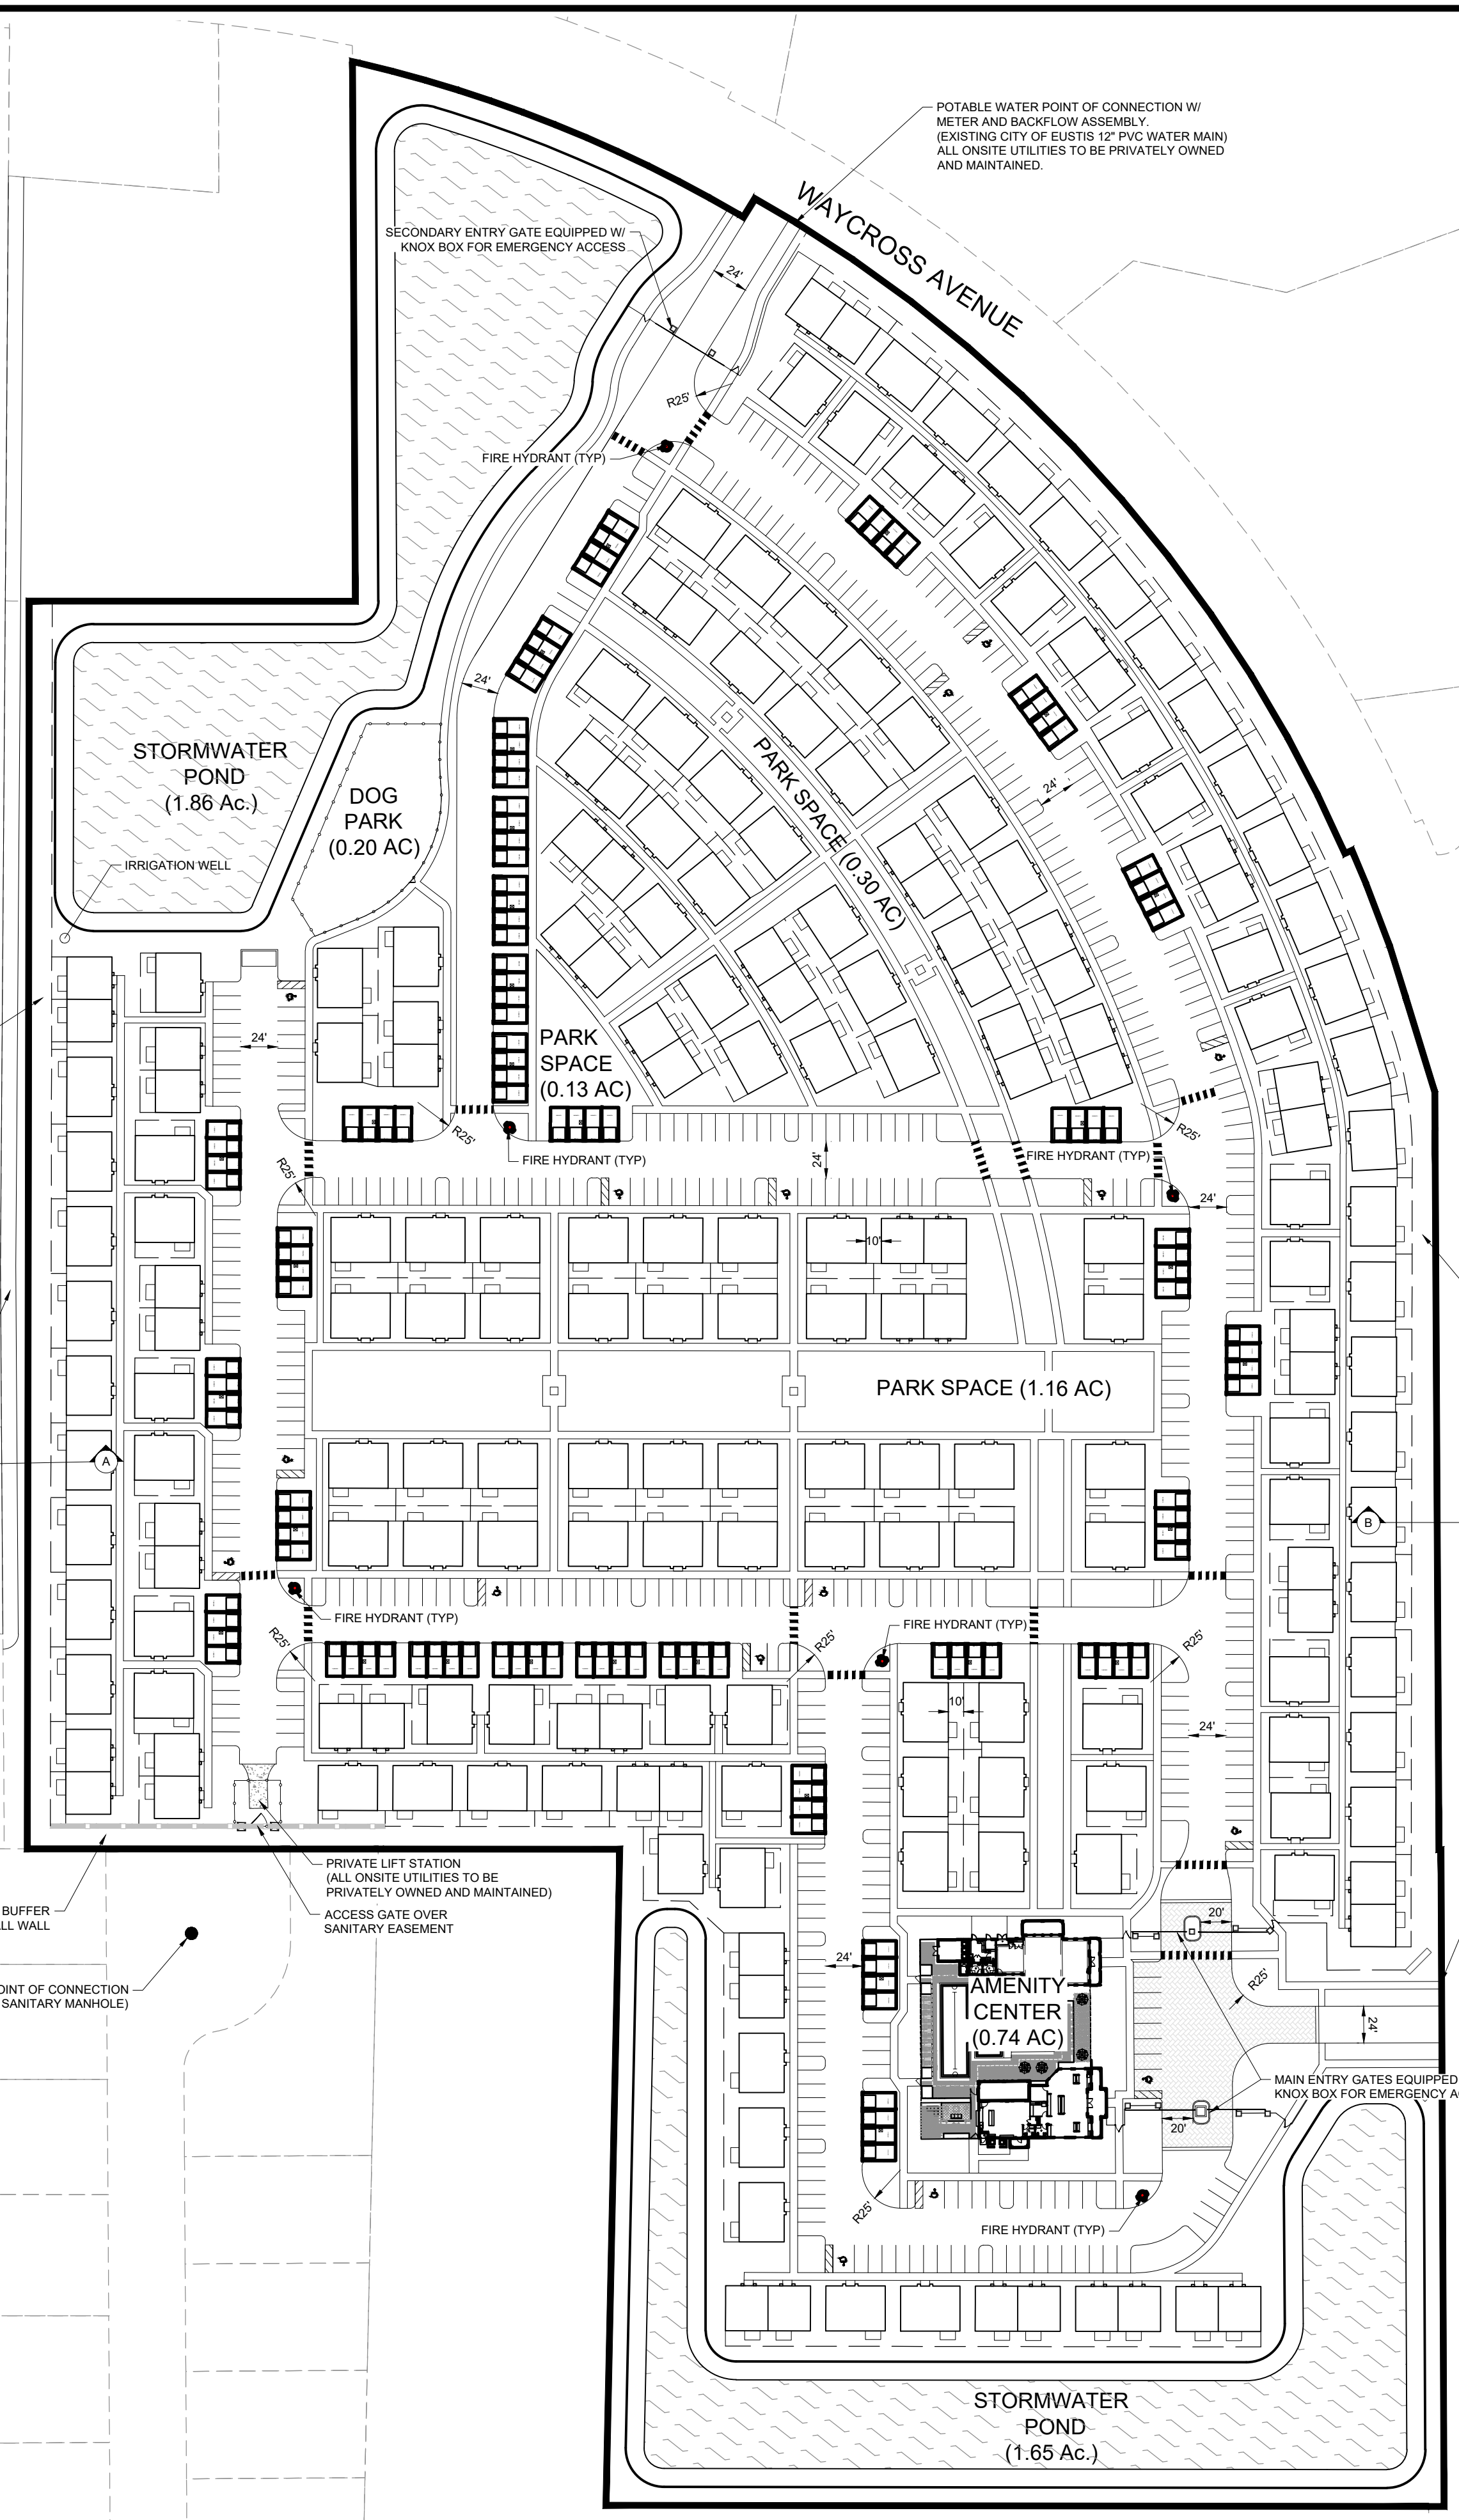 POTABLE WATER POINT OF CONNECTION W/
METER AND BACKFLOW ASSEMBLY.
(EXISTING CITY OF EUSTIS 12" PVC WATER MAIN)
ALL ONSITE UTILITIES TO BE PRIVATELY OWNED
AND MAINTAINED.
WAYCROSS AVENUE
SECONDARY ENTRY GATE EQUIPPED W/
KNOX BOX FOR EMERGENCY ACCESS
24'
R25'
FIRE HYDRANT (TYP)
24'
STORMWATER
POND
(1.86 Ac.)
DOG
PARK
(0.20 AC)
PARK SPACE (0.30 AC)
24'
IRRIGATION WELL
24'
PARK
SPACE
(0.13 AC)
R25'
R25'
FIRE HYDRANT (TYP)
24'
FIRE HYDRANT (TYP)
R25'
24'
10'
PARK SPACE (1.16 AC)
A
B
FIRE HYDRANT (TYP)
FIRE HYDRANT (TYP)
R25'
R25'
R25'
10'
24'
PRIVATE LIFT STATION
(ALL ONSITE UTILITIES TO BE
PRIVATELY OWNED AND MAINTAINED)
ACCESS GATE OVER
SANITARY EASEMENT
BUFFER
LL WALL
20'
24'
R25'
OINT OF CONNECTION
SANITARY MANHOLE)
AMENITY
CENTER
(0.74 AC)
24'
MAIN ENTRY GATES EQUIPPED
KNOX BOX FOR EMERGENCY A
20'
R25'
FIRE HYDRANT (TYP)
STORMWATER
POND
(1.65 Ac.)